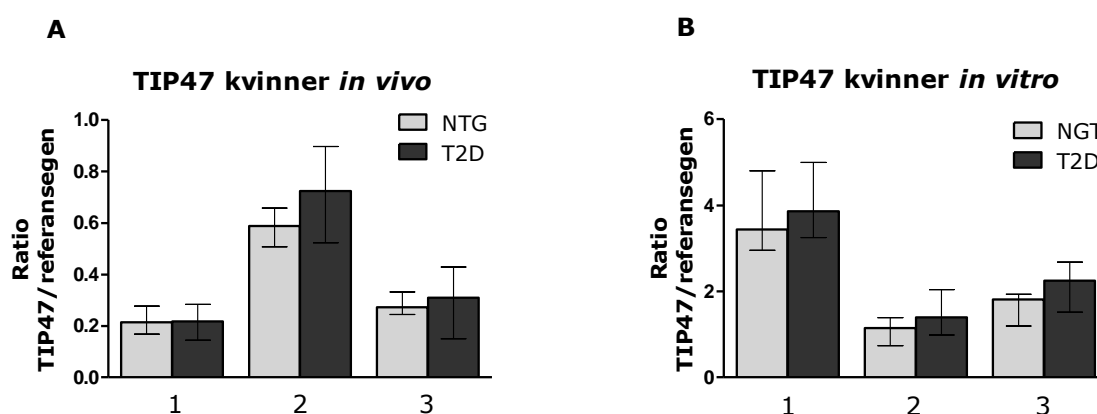 A
TIP47 kvinner in vivo
NTG
T2D
Ratio
TIP47/referansegen
1.0
0.8
0.6
0.4
0.2
0.0
1 2 3
B
TIP47 kvinner in vitro
NGT
T2D
Ratio
TIP47/referansegen
6
4
2
0
1 2 3